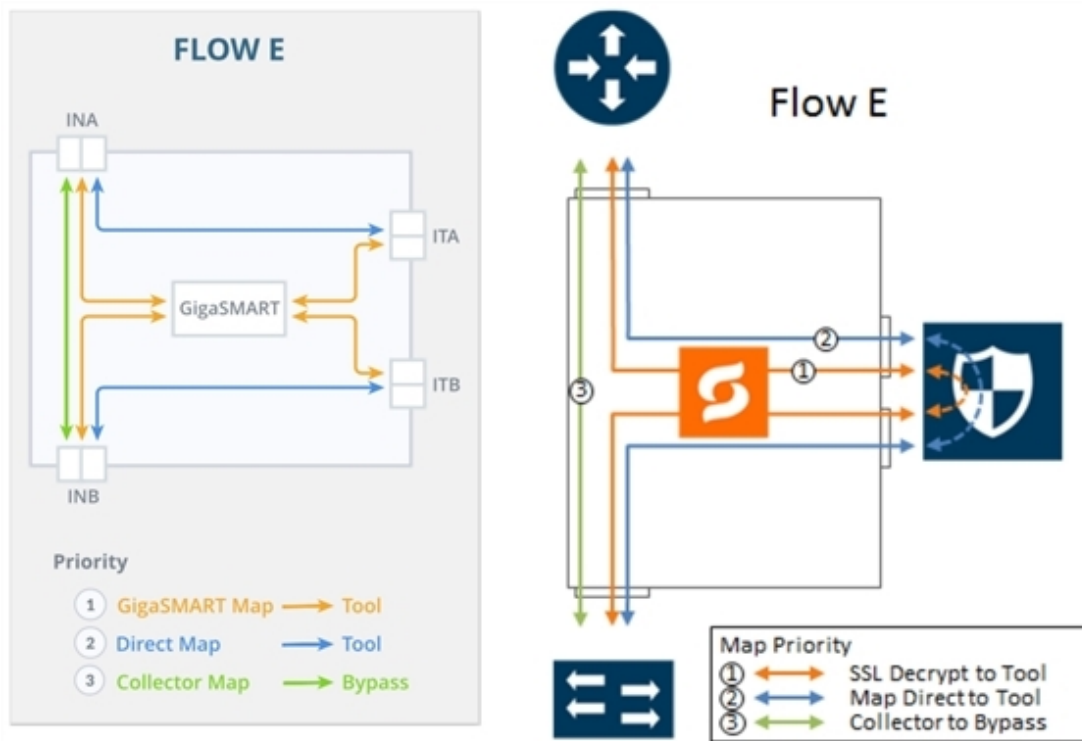 FLOW E
INA
ITA
GigaSMART
ITB
INB
Priority
1 GigaSMART Map Tool
2 Direct Map Tool
3 Collector Map Bypass
Flow E
2
1
3
Map Priority
1 SSL Decrypt to Tool
2 Map Direct to Tool
3 Collector to Bypass